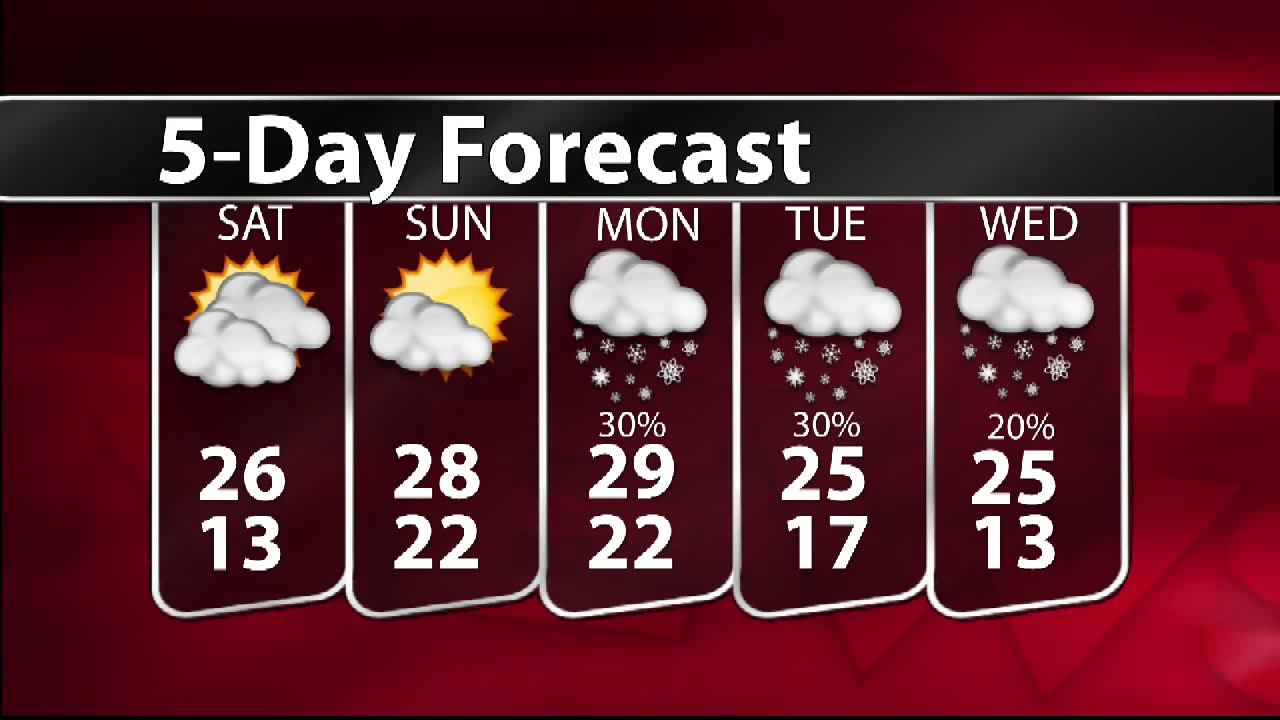 5-Day Forecast
SAT SUN MON TUE WED
30% 30% 20%
26 28 29 25 25
13 22 22 17 13